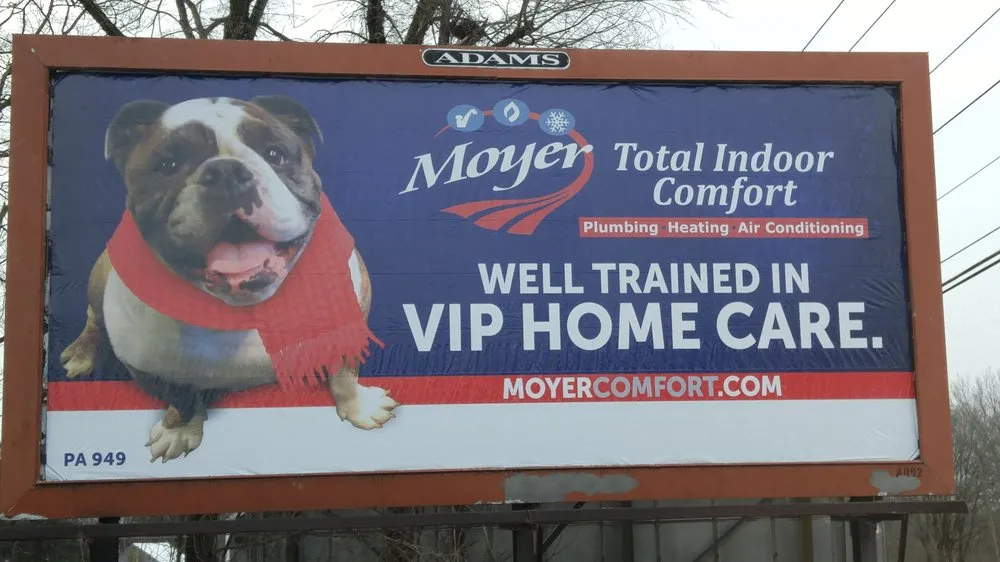 ADAMS
Moyer
Total Indoor
Comfort
Plumbing · Heating · Air Conditioning
WELL TRAINED IN
VIP HOME CARE.
MOYERCOMFORT.COM
PA 949